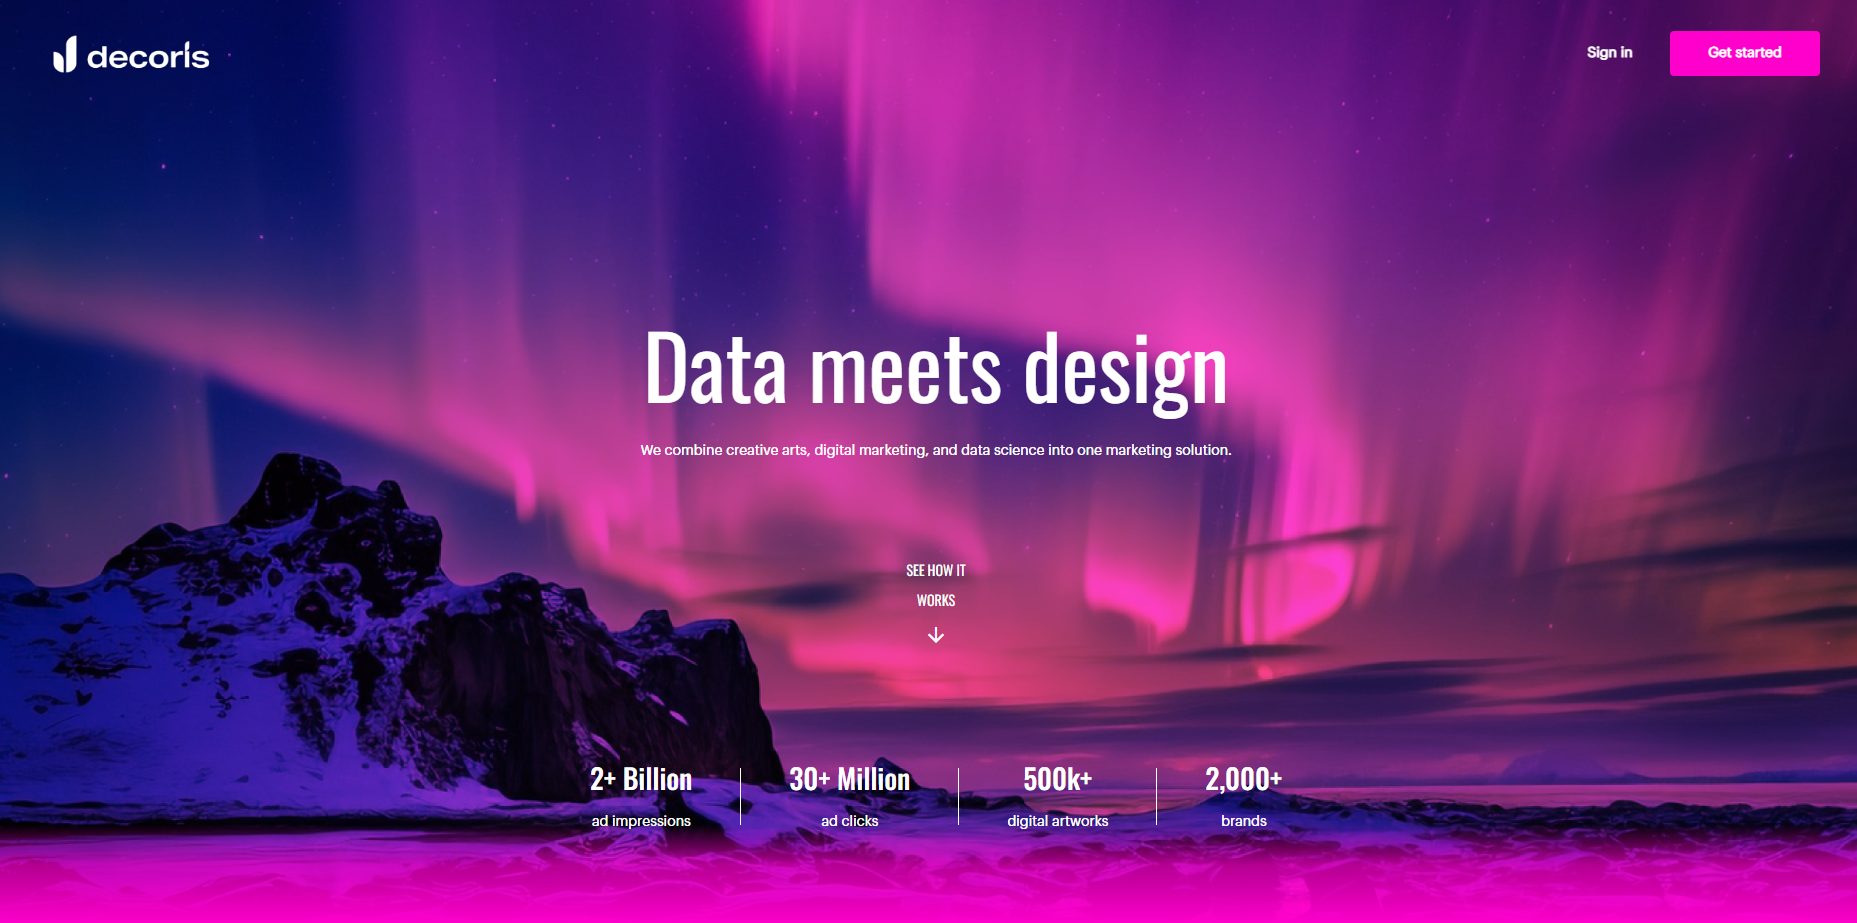 decorIs
Sign in
Get started
Data meets design
We combine creative arts, digital marketing, and data science into one marketing solution.
SEE HOW IT
WORKS
2+ Billion
ad impressions
30+ Million
ad clicks
500k+
digital artworks
2,000+
brands